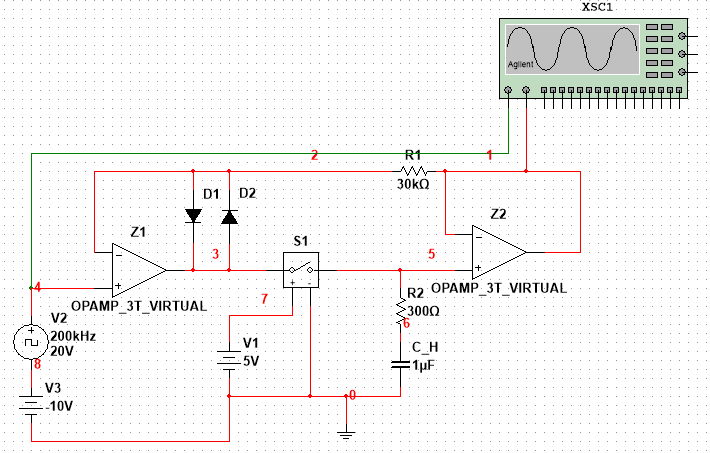 XSC1
Agilent
2
R1
1
30kΩ
D1
D2
Z1
3
S1
5
Z2
4
OPAMP_3T_VIRTUAL
OPAMP_3T_VIRTUAL
7
R2
300Ω
6
V2
200kHz
20V
8
V1
5V
C_H
1µF
V3
-10V
0